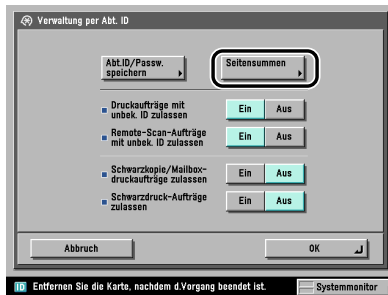 Verwaltung per Abt. ID
Abt.ID/Passw.
speichern
Seitensummen
Druckaufträge mit
unbek. ID zulassen
Ein
Aus
Remote-Scan-Aufträge
mit unbek. ID zulassen
Ein
Aus
Schwarzkopie/Mailbox-
druckaufträge zulassen
Ein
Aus
Schwarzdruck-Aufträge
zulassen
Ein
Aus
Abbruch
OK
ID Entfernen Sie die Karte, nachdem d.Vorgang beendet ist.
Systemmonitor